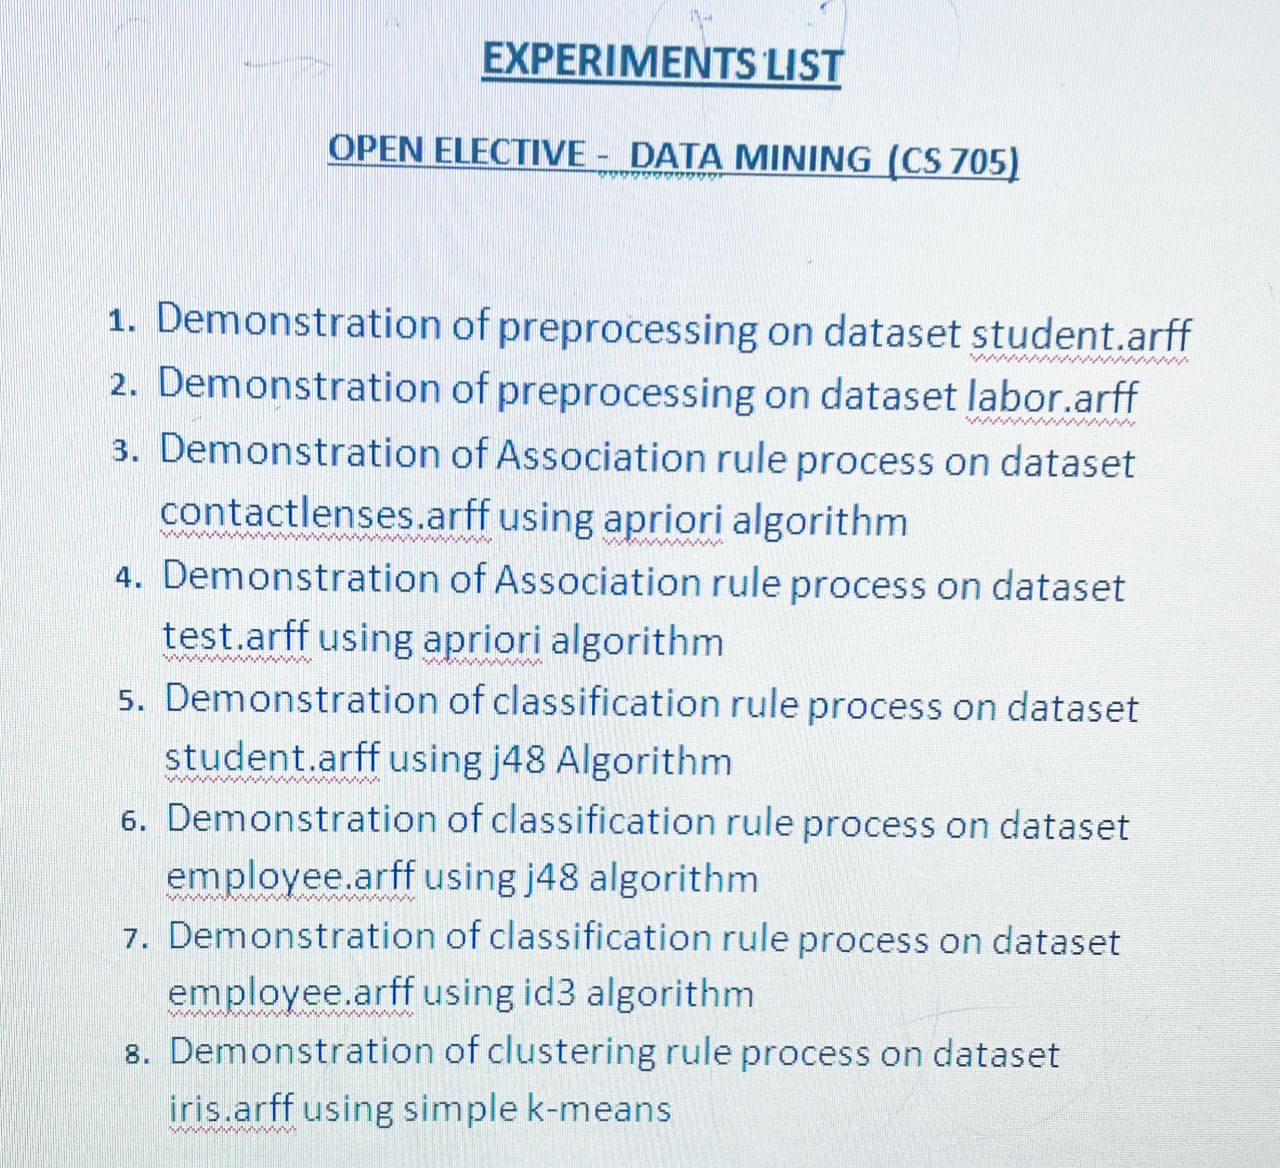 EXPERIMENTS LIST
OPEN ELECTIVE - DATA MINING (CS 705)
1. Demonstration of preprocessing on dataset student.arff
2. Demonstration of preprocessing on dataset labor.arff
3. Demonstration of Association rule process on dataset
contactlenses.arff using apriori algorithm
4. Demonstration of Association rule process on dataset
test.arff using apriori algorithm
5. Demonstration of classification rule process on dataset
student.arff using j48 Algorithm
6. Demonstration of classification rule process on dataset
employee.arff using j48 algorithm
7. Demonstration of classification rule process on dataset
employee.arff using id3 algorithm
8. Demonstration of clustering rule process on dataset
iris.arff using simple k-means